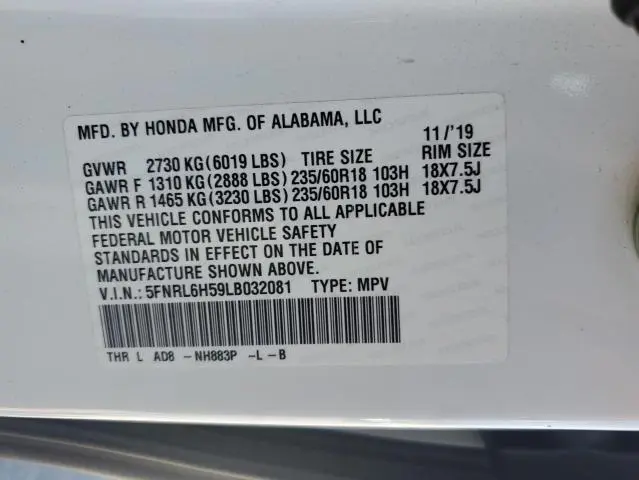 MFD. BY HONDA MFG. OF ALABAMA, LLC 11/'19
GVWR 2730 KG(6019 LBS) TIRE SIZE RIM SIZE
GAWR F 1310 KG(2888 LBS) 235/60R18 103H 18X7.5J
GAWR R 1465 KG(3230 LBS) 235/60R18 103H 18X7.5J
THIS VEHICLE CONFORMS TO ALL APPLICABLE
FEDERAL MOTOR VEHICLE SAFETY
STANDARDS IN EFFECT ON THE DATE OF
MANUFACTURE SHOWN ABOVE.
V.I.N.: 5FNRL6H59LB032081 TYPE: MPV
THR L AD8 -NH883P -L-B